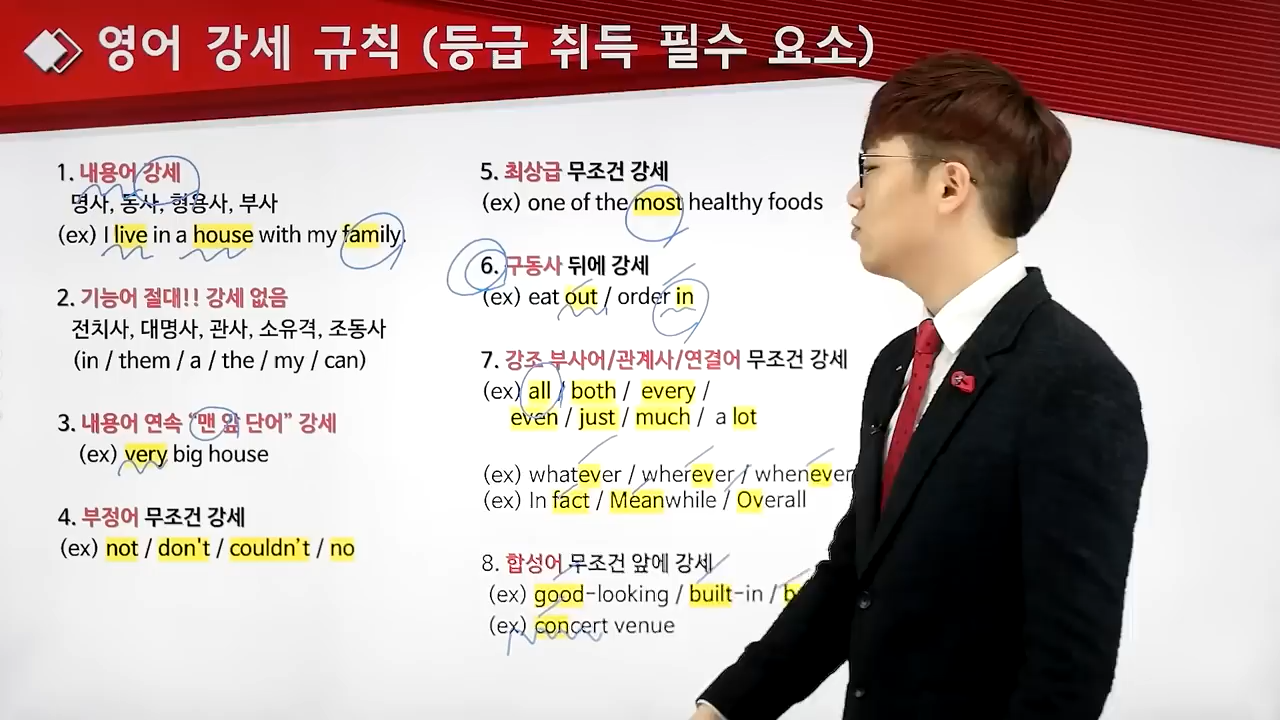 영어 강세 규칙 (등급 취득 필수 요소)
1. 내용어 강세
명사, 동사, 형용사, 부사
(ex) I live in a house with my family.
2. 기능어 절대!! 강세 없음
전치사, 대명사, 관사, 소유격, 조동사
(in / them / a / the / my / can)
3. 내용어 연속 “맨 앞 단어” 강세
(ex) very big house
4. 부정어 무조건 강세
(ex) not / don't / couldn't / no
5. 최상급 무조건 강세
(ex) one of the most healthy foods
6. 구동사 뒤에 강세
(ex) eat out / order in
7. 강조 부사어/관계사/연결어 무조건 강세
(ex) all / both / every /
even / just / much / a lot
(ex) whatever / wherever / whenever
(ex) In fact / Meanwhile / Overall
8. 합성어 무조건 앞에 강세
(ex) good-looking / built-in /
(ex) concert venue